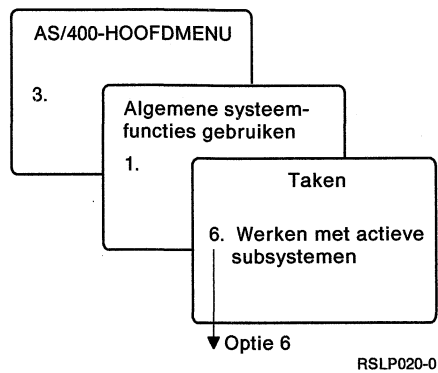 AS/400-HOOFDMENU
3.
Algemene systeem-
functies gebruiken
1.
Taken
6. Werken met actieve
subsystemen
Optie 6
RSLP020-0